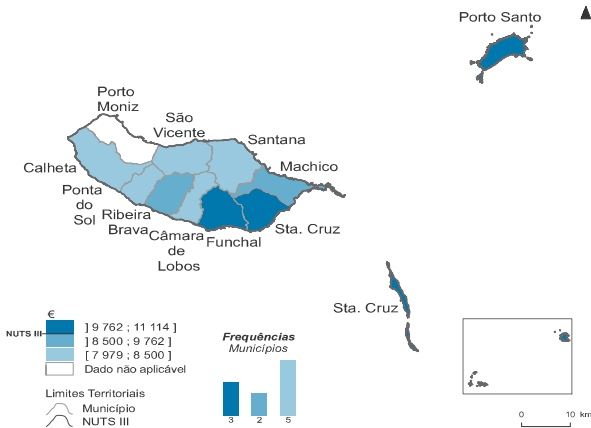 Porto Santo
Porto
Moniz
São
Vicente
Santana
Machico
Calheta
Ponta
do
Sol
Ribeira
Brava
Câmara
de
Lobos
Funchal
Sta. Cruz
Sta. Cruz
€
NUTS III
] 9 762 ; 11 114 ]
] 8 500 ; 9 762 ]
[ 7 979 ; 8 500 ]
Dado não aplicável
Limites Territoriais
Município
NUTS III
Frequências
Municípios
3 2 5
0 10 km